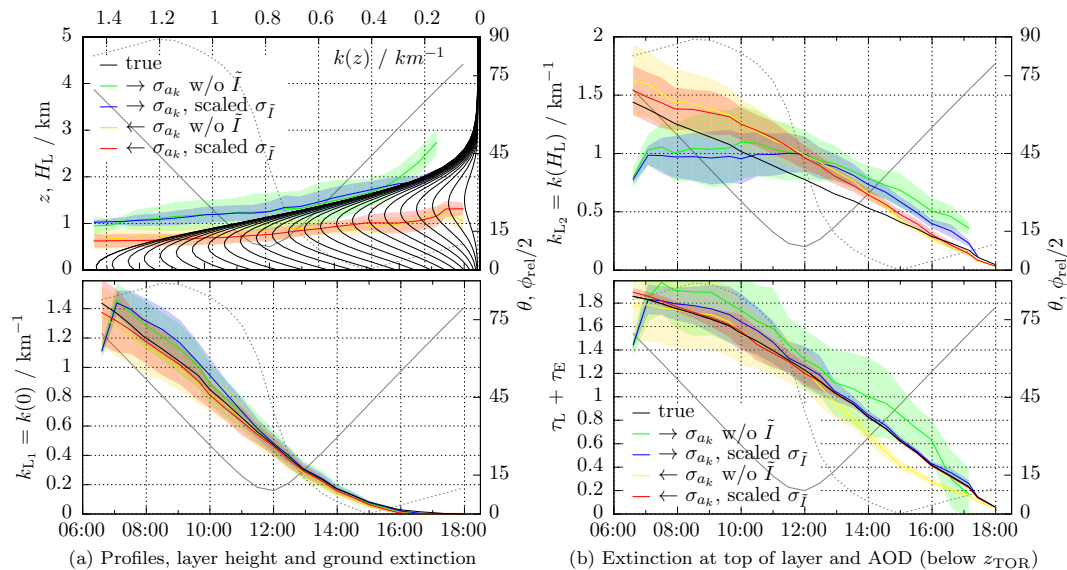 1.4 1.2 1 0.8 0.6 0.4 0.2 0
5 4 3 2 1 0
z, H_L / km
k(z) / km⁻¹
true
→ σ_{a_k} w/o Ĩ
→ σ_{a_k}, scaled σ_Ĩ
← σ_{a_k} w/o Ĩ
← σ_{a_k}, scaled σ_Ĩ
90 75 45 15 0
θ, ϕ_rel/2
1.4 1.2 1 0.8 0.6 0.4 0.2 0
k_{L₁} = k(0) / km⁻¹
75 45 15 0
06:00 08:00 10:00 12:00 14:00 16:00 18:00
(a) Profiles, layer height and ground extinction
2 1.5 1 0.5 0
k_{L₂} = k(H_L) / km⁻¹
90 75 45 15 0
θ, ϕ_rel/2
1.8 1.6 1.4 1.2 1 0.8 0.6 0.4 0.2 0
τ_L + τ_E
true
→ σ_{a_k} w/o Ĩ
→ σ_{a_k}, scaled σ_Ĩ
← σ_{a_k} w/o Ĩ
← σ_{a_k}, scaled σ_Ĩ
75 45 15 0
06:00 08:00 10:00 12:00 14:00 16:00 18:00
(b) Extinction at top of layer and AOD (below z_TOR)